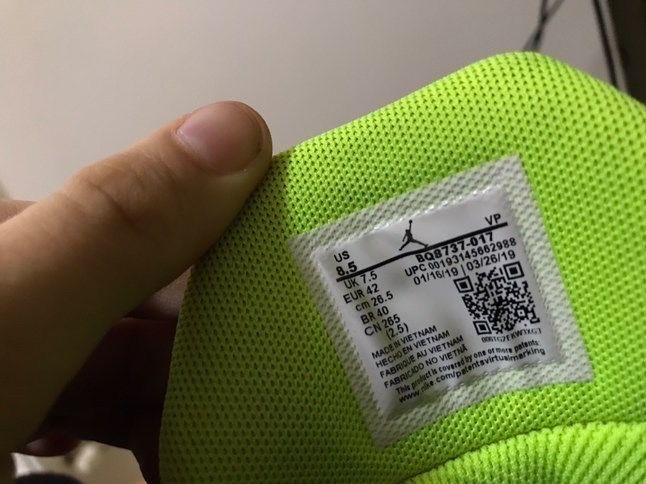 US VP
8.5 BQ8737-017
UK 7.5 UPC 00193145662988
EUR 42 01/16/19 | 03/26/19
cm 26.5
BR 40
CN 265
(2.5)
MADE IN VIETNAM
HECHO EN VIETNAM
FABRIQUE AU VIETNAM
FABRICADO NO VIETNÃ
This product is covered by one or more patents:
www.nike.com/patentsvirtualmarking